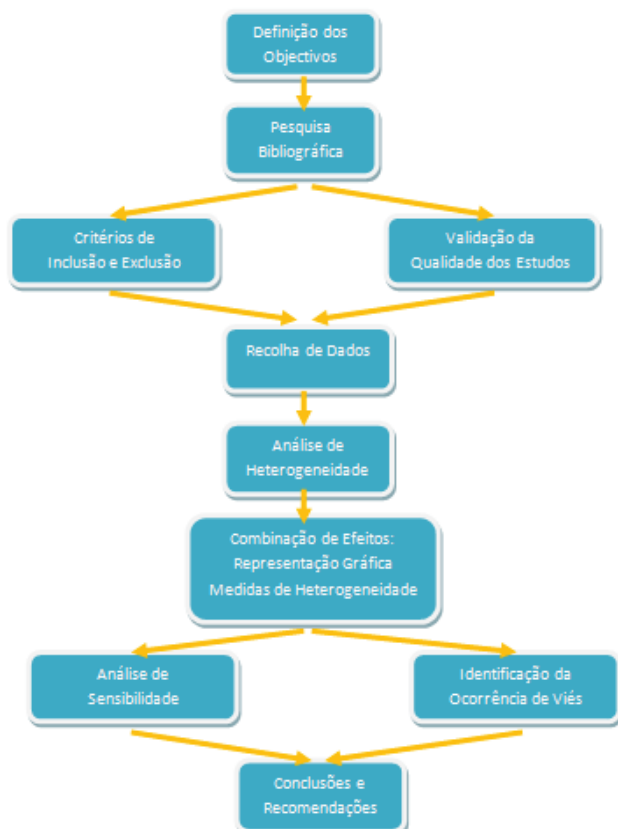 Definição dos
Objectivos
Pesquisa
Bibliográfica
Critérios de
Inclusão e Exclusão
Validação da
Qualidade dos Estudos
Recolha de Dados
Análise de
Heterogeneidade
Combinação de Efeitos:
Representação Gráfica
Medidas de Heterogeneidade
Análise de
Sensibilidade
Identificação da
Ocorrência de Viés
Conclusões e
Recomendações